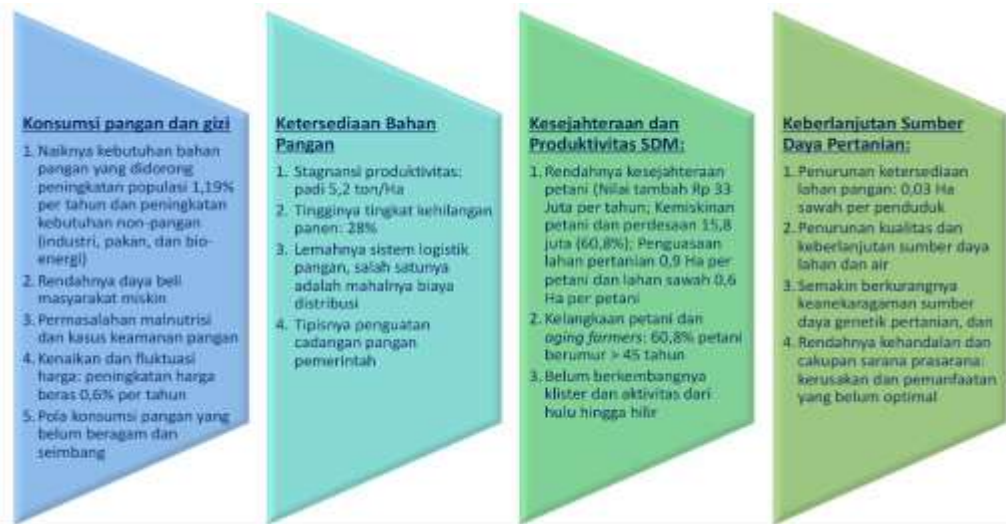 Konsumsi pangan dan gizi
1. Naiknya kebutuhan bahan
pangan yang didorong
peningkatan populasi 1,19%
per tahun dan peningkatan
kebutuhan non-pangan
(industri, pakan, dan bio-
energi)
2. Rendahnya daya beli
masyarakat miskin
3. Permasalahan malnutrisi
dan kasus keamanan pangan
4. Kenaikan dan fluktuasi
harga: peningkatan harga
beras 0,6% per tahun
5. Pola konsumsi pangan yang
belum beragam dan
seimbang
Ketersediaan Bahan
Pangan
1. Stagnansi produktivitas:
padi 5,2 ton/Ha
2. Tingginya tingkat kehilangan
panen: 28%
3. Lemahnya sistem logistik
pangan, salah satunya
adalah mahalnya biaya
distribusi
4. Tipisnya penguatan
cadangan pangan
pemerintah
Kesejahteraan dan
Produktivitas SDM:
1. Rendahnya kesejahteraan
petani (Nilai tambah Rp 33
Juta per tahun; Kemiskinan
petani dan perdesaan 15,8
juta (60,8%); Penguasaan
lahan pertanian 0,9 Ha per
petani dan lahan sawah 0,6
Ha per petani
2. Kelangkaan petani dan
aging farmers: 60,8% petani
berumur > 45 tahun
3. Belum berkembangnya
klister dan aktivitas dari
hulu hingga hilir
Keberlanjutan Sumber
Daya Pertanian:
1. Penurunan ketersediaan
lahan pangan: 0,03 Ha
sawah per penduduk
2. Penurunan kualitas dan
keberlanjutan sumber daya
lahan dan air
3. Semakin berkurangnya
keanekaragaman sumber
daya genetik pertanian, dan
4. Rendahnya kehandalan dan
cakupan sarana prasarana:
kerusakan dan pemanfaatan
yang belum optimal